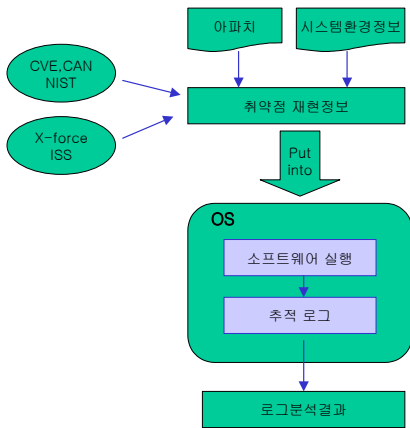 아파치
시스템환경정보
CVE,CAN
NIST
취약점 재현정보
X-force
ISS
Put
into
OS
소프트웨어 실행
추적 로그
로그분석결과